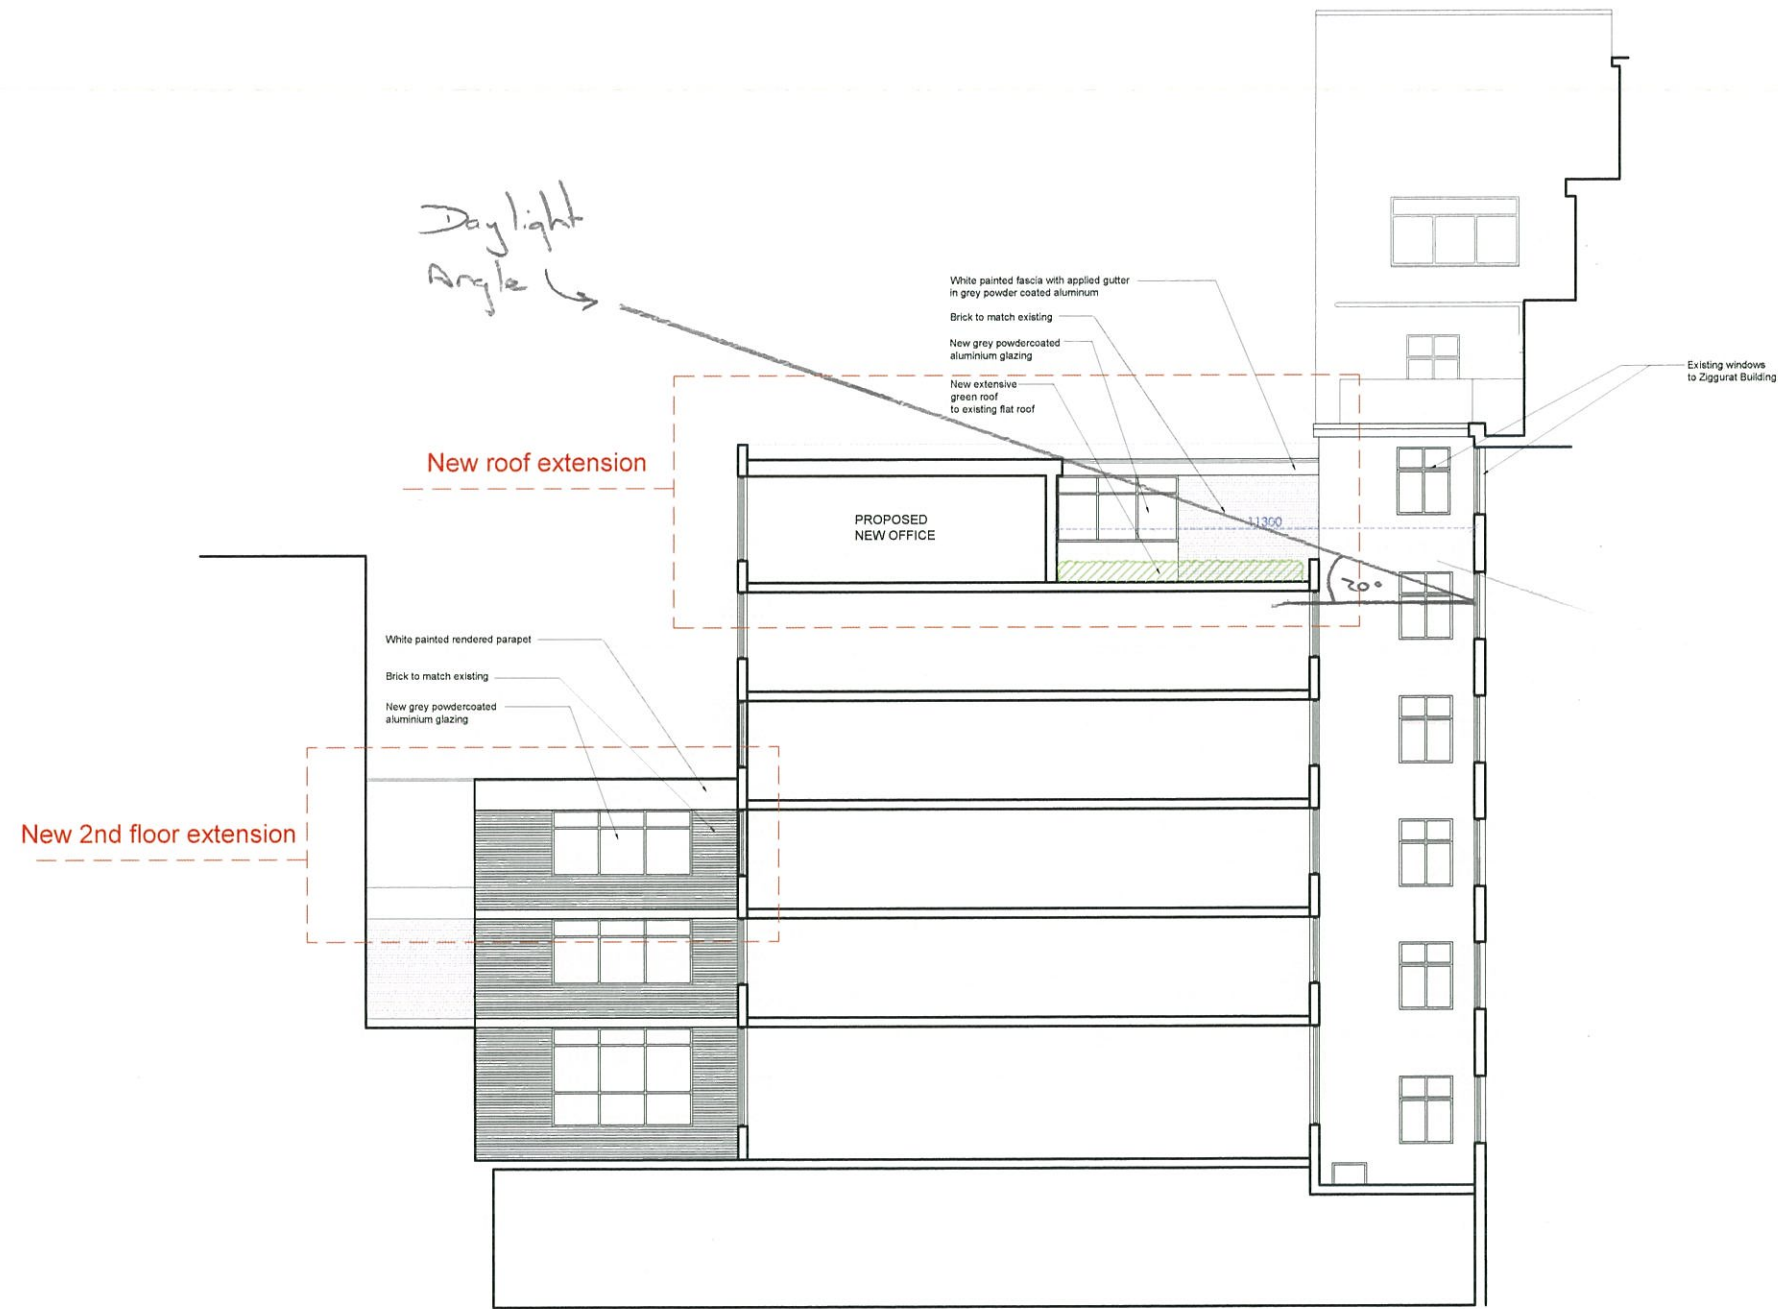 Daylight
Angle
White painted fascia with applied gutter
in grey powder coated aluminum
Brick to match existing
New grey powdercoated
aluminium glazing
New extensive
green roof
to existing flat roof
Existing windows
to Ziggurat Building
New roof extension
PROPOSED
NEW OFFICE
11300
20°
White painted rendered parapet
Brick to match existing
New grey powdercoated
aluminium glazing
New 2nd floor extension